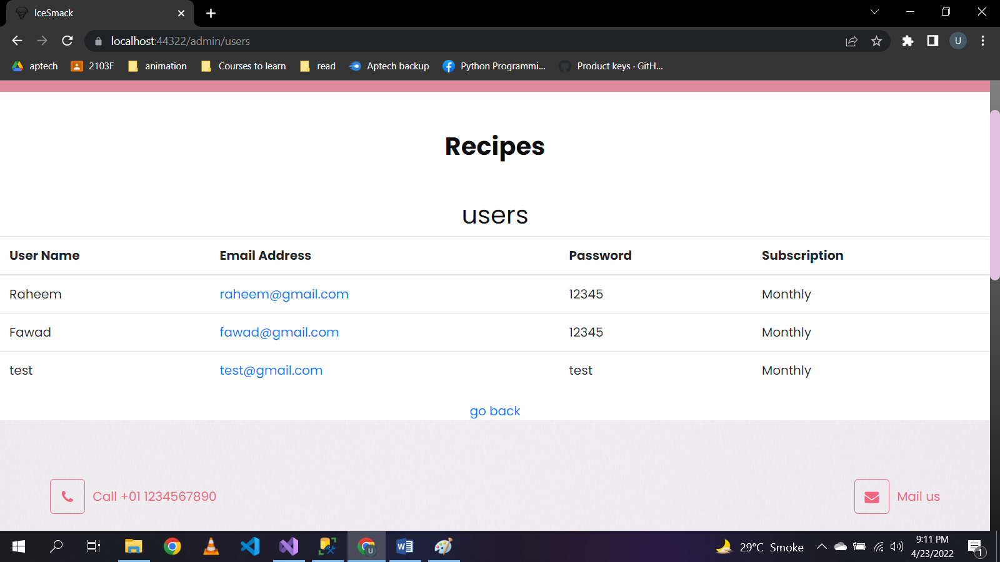 IceSmack
localhost:44322/admin/users
U
aptech 2103F animation Courses to learn read Aptech backup Python Programmi... Product keys · GitH...
Recipes
users
User Name Email Address Password Subscription
Raheem raheem@gmail.com 12345 Monthly
Fawad fawad@gmail.com 12345 Monthly
test test@gmail.com test Monthly
go back
Call +01 1234567890 Mail us
29°C Smoke
9:11 PM
4/23/2022
1